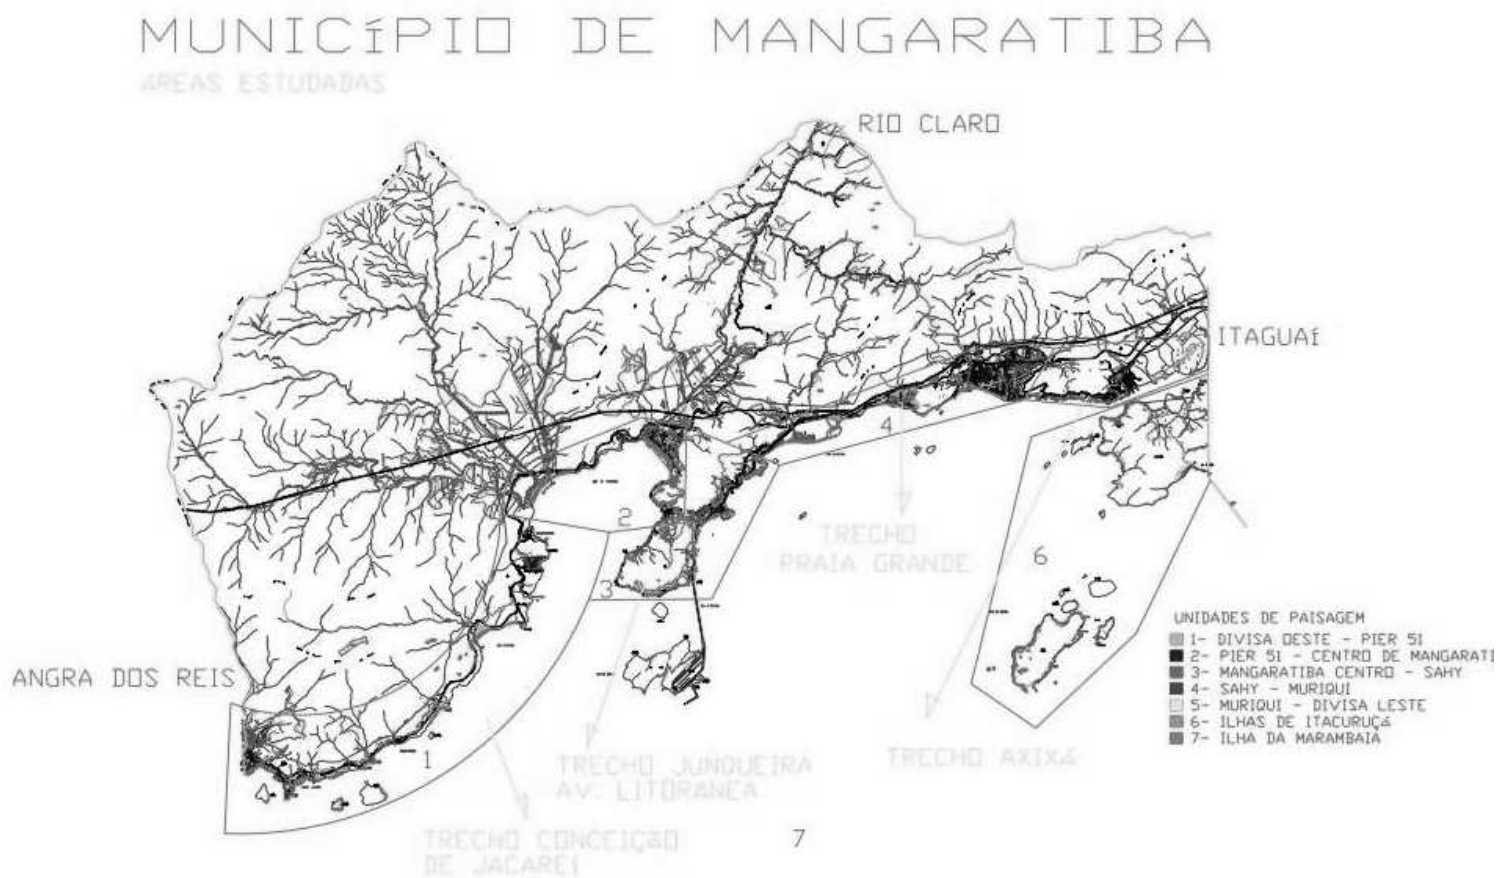 MUNICíPIO DE MANGARATIBA
áREAS ESTUDADAS
RIO CLARO
ITAGUAí
4
2
TRECHO
PRAIA GRANDE
6
3
UNIDADES DE PAISAGEM
1- DIVISA OESTE - PIER 51
2- PIER 51 - CENTRO DE MANGARATI
3- MANGARATIBA CENTRO - SAHY
4- SAHY - MURIQUI
5- MURIQUI - DIVISA LESTE
6- ILHAS DE ITACURUÇá
7- ILHA DA MARAMBAIA
ANGRA DOS REIS
1
TRECHO JUNQUEIRA
AV. LITORANEA
TRECHO AXIXá
TRECHO CONCEIÇãO
DE JACAREí
7